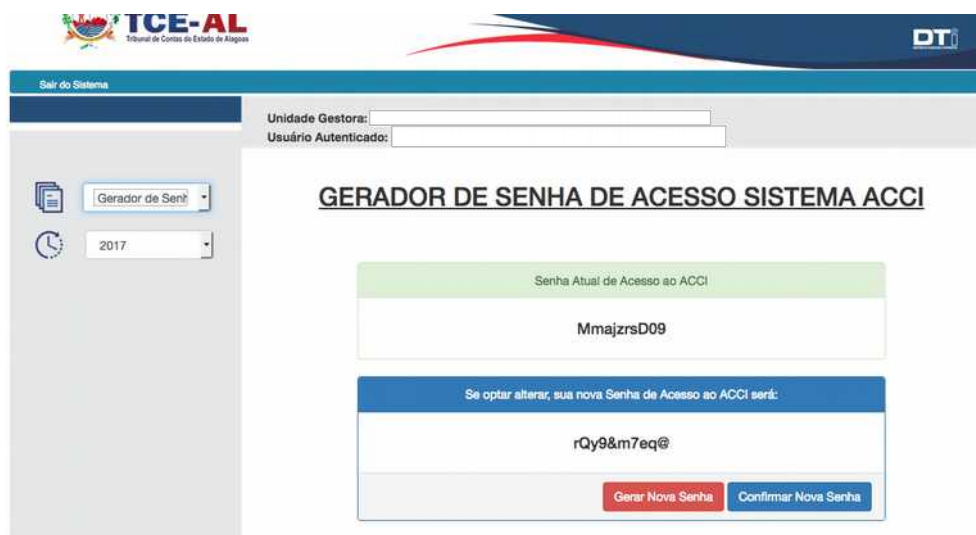 TCE-AL
Tribunal de Contas do Estado de Alagoas
DTi
Sair do Sistema
Unidade Gestora:
Usuário Autenticado:
Gerador de Senh
2017
GERADOR DE SENHA DE ACESSO SISTEMA ACCI
Senha Atual de Acesso ao ACCI
MmajzrsD09
Se optar alterar, sua nova Senha de Acesso ao ACCI será:
rQy9&m7eq@
Gerar Nova Senha
Confirmar Nova Senha